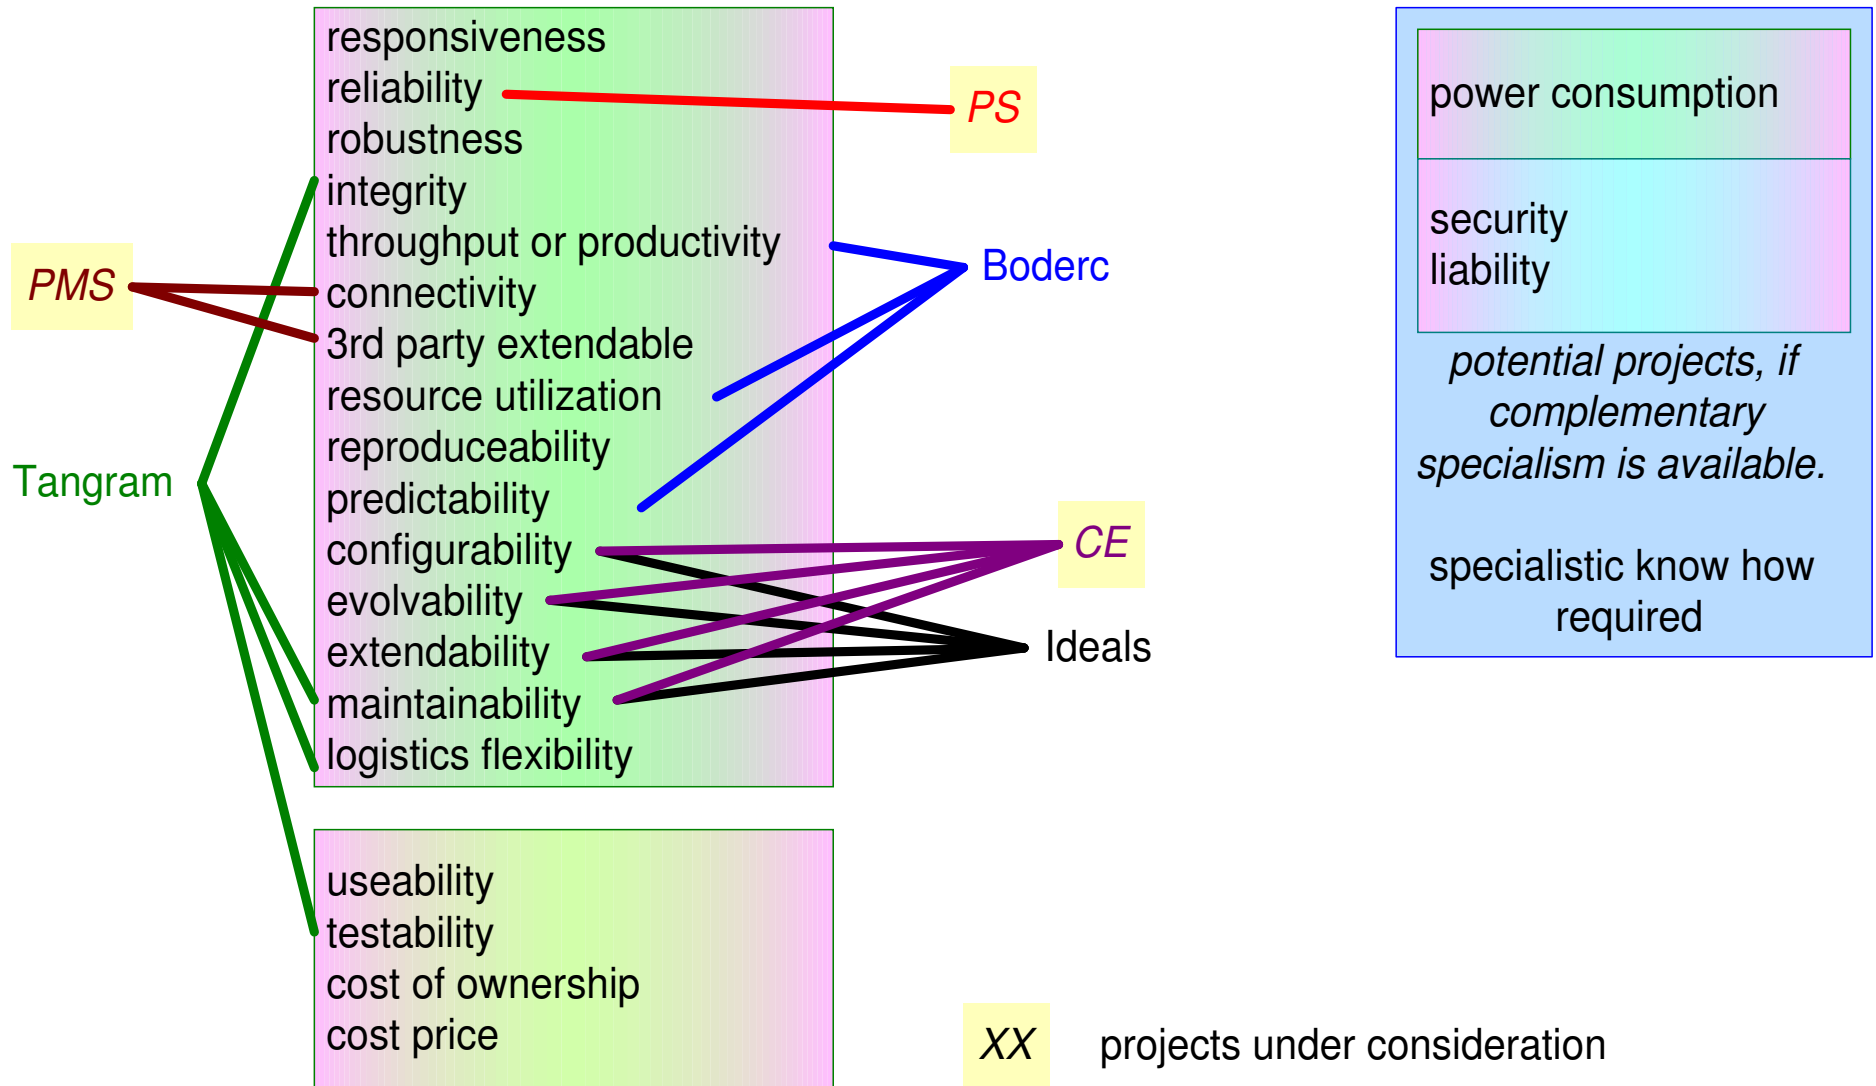 responsiveness
reliability
robustness
integrity
throughput or productivity
connectivity
3rd party extendable
resource utilization
reproduceability
predictability
configurability
evolvability
extendability
maintainability
logistics flexibility
useability
testability
cost of ownership
cost price
PMS
Tangram
PS
Boderc
CE
Ideals
XX projects under consideration
power consumption
security
liability
potential projects, if
complementary
specialism is available.
specialistic know how
required